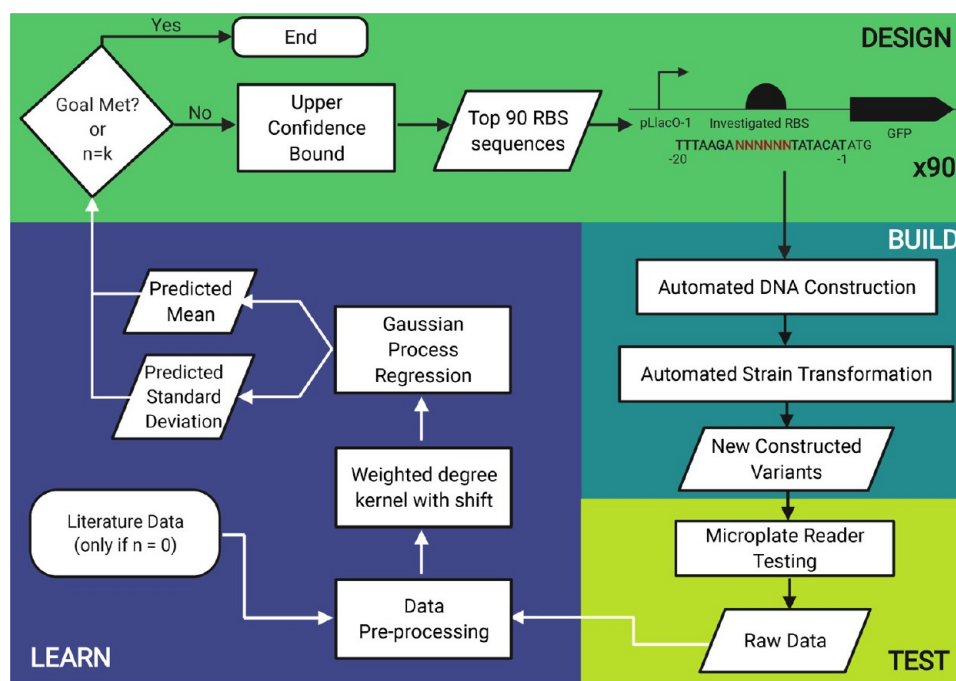 DESIGN
Yes
End
Goal Met?
or
n=k
No
Upper
Confidence
Bound
Top 90 RBS
sequences
pLlacO-1
Investigated RBS
GFP
TTTAAGANNNNNNTATACATATG
-20
-1
x90
BUILD
Automated DNA Construction
Automated Strain Transformation
New Constructed
Variants
Predicted
Mean
Predicted
Standard
Deviation
Gaussian
Process
Regression
Weighted degree
kernel with shift
Literature Data
(only if n = 0)
Data
Pre-processing
LEARN
Microplate Reader
Testing
Raw Data
TEST